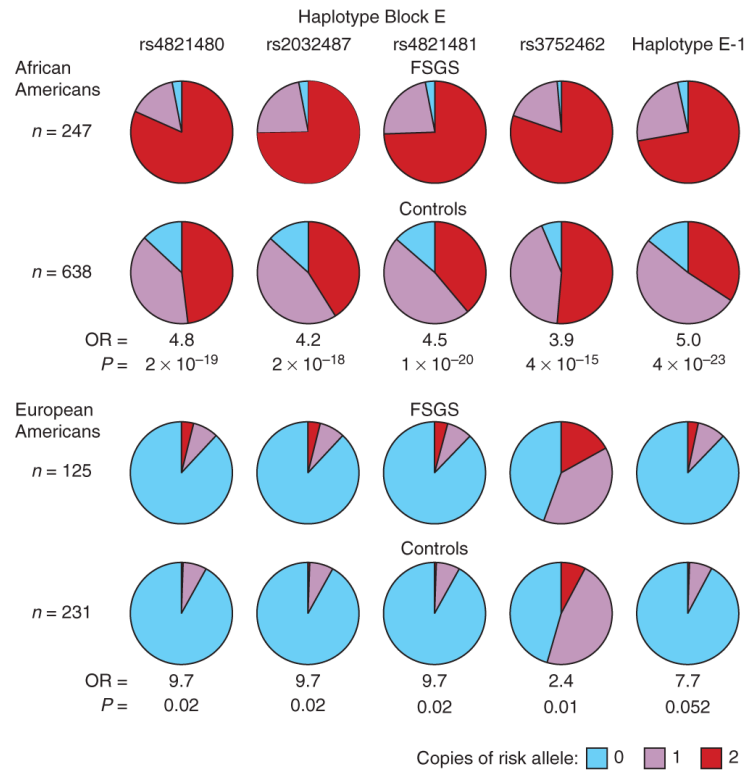 Haplotype Block E
rs4821480 rs2032487 rs4821481 rs3752462 Haplotype E-1
African
Americans
FSGS
n = 247
Controls
n = 638
OR = 4.8 4.2 4.5 3.9 5.0
P = 2 × 10⁻¹⁹ 2 × 10⁻¹⁸ 1 × 10⁻²⁰ 4 × 10⁻¹⁵ 4 × 10⁻²³
European
Americans
FSGS
n = 125
Controls
n = 231
OR = 9.7 9.7 9.7 2.4 7.7
P = 0.02 0.02 0.02 0.01 0.052
Copies of risk allele: 0 1 2